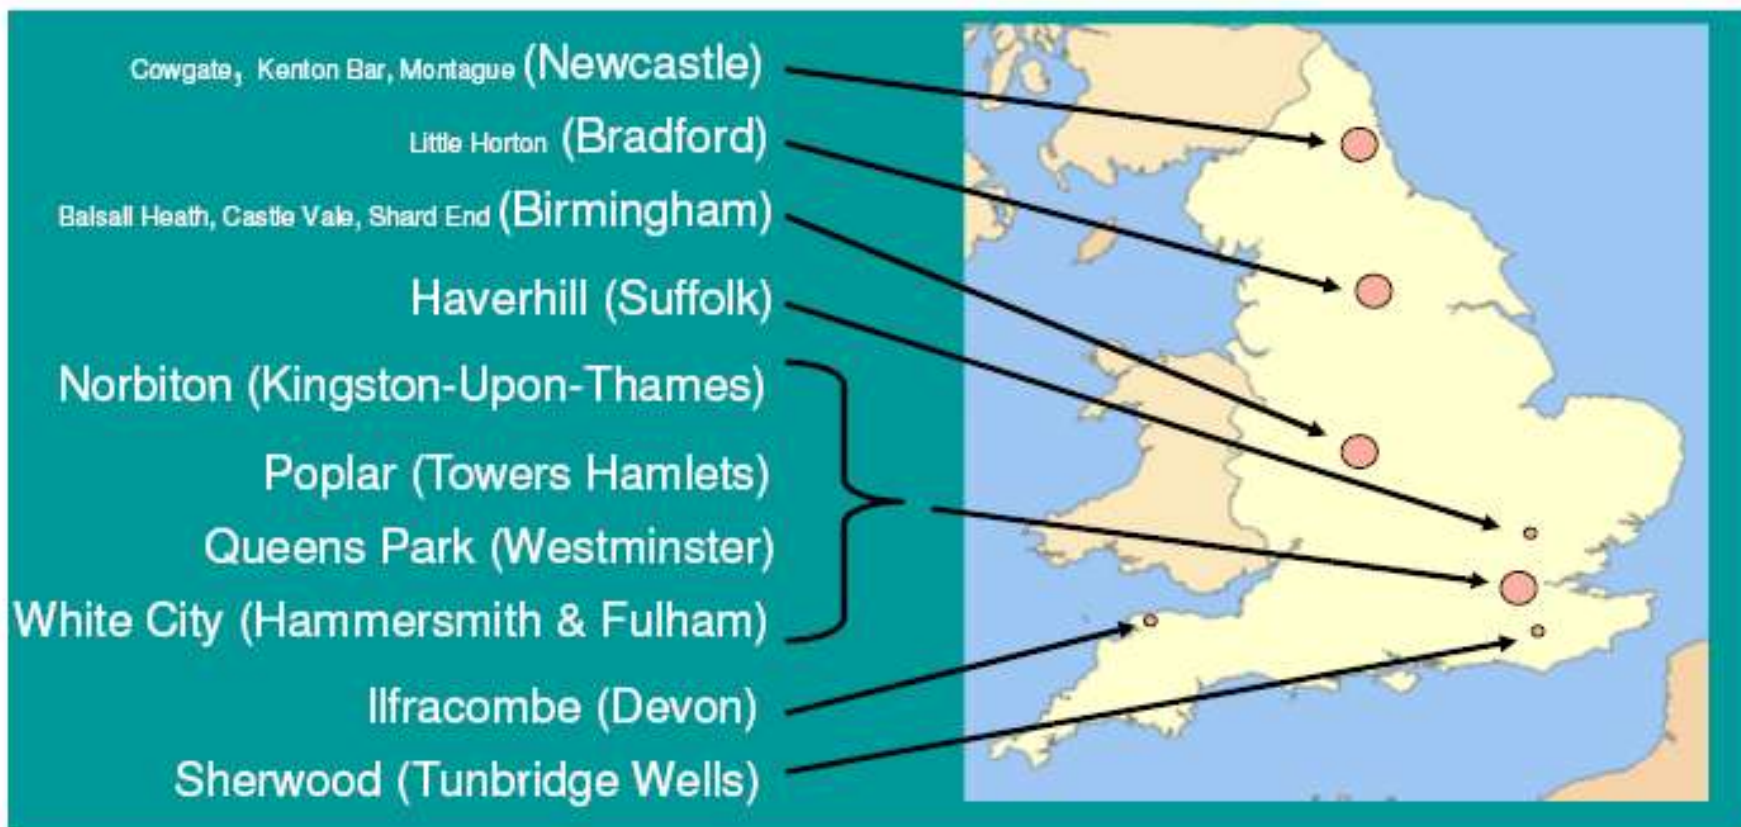 Cowgate, Kenton Bar, Montague (Newcastle)
Little Horton (Bradford)
Balsall Heath, Castle Vale, Shard End (Birmingham)
Haverhill (Suffolk)
Norbiton (Kingston-Upon-Thames)
Poplar (Towers Hamlets)
Queens Park (Westminster)
White City (Hammersmith & Fulham)
Ilfracombe (Devon)
Sherwood (Tunbridge Wells)